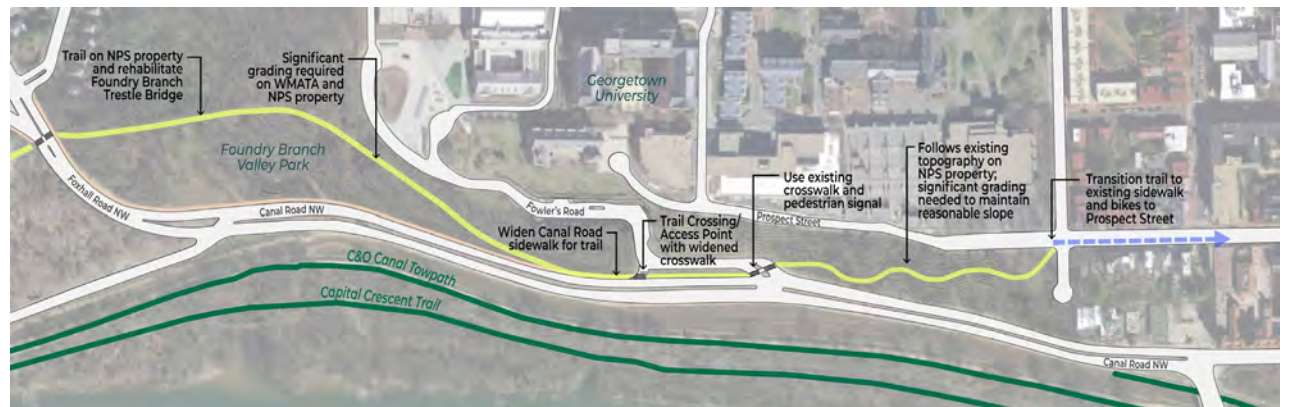 Trail on NPS property
and rehabilitate
Foundry Branch
Trestle Bridge
Significant
grading required
on WMATA and
NPS property
Georgetown
University
Foundry Branch
Valley Park
Foxhall Road NW
Canal Road NW
Fowler's Road
Widen Canal Road
sidewalk for trail
Trail Crossing/
Access Point
with widened
crosswalk
Use existing
crosswalk and
pedestrian signal
Prospect Street
Follows existing
topography on
NPS property;
significant grading
needed to maintain
reasonable slope
Transition trail to
existing sidewalk
and bikes to
Prospect Street
C&O Canal Towpath
Capital Crescent Trail
Canal Road NW